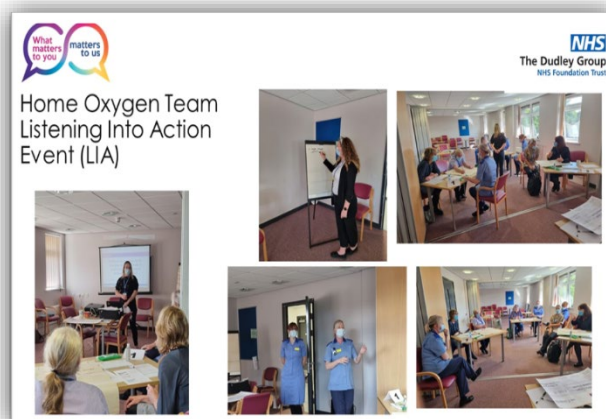 What
matters
to you
matters
to us
NHS
The Dudley Group
NHS Foundation Trust
Home Oxygen Team
Listening Into Action
Event (LIA)